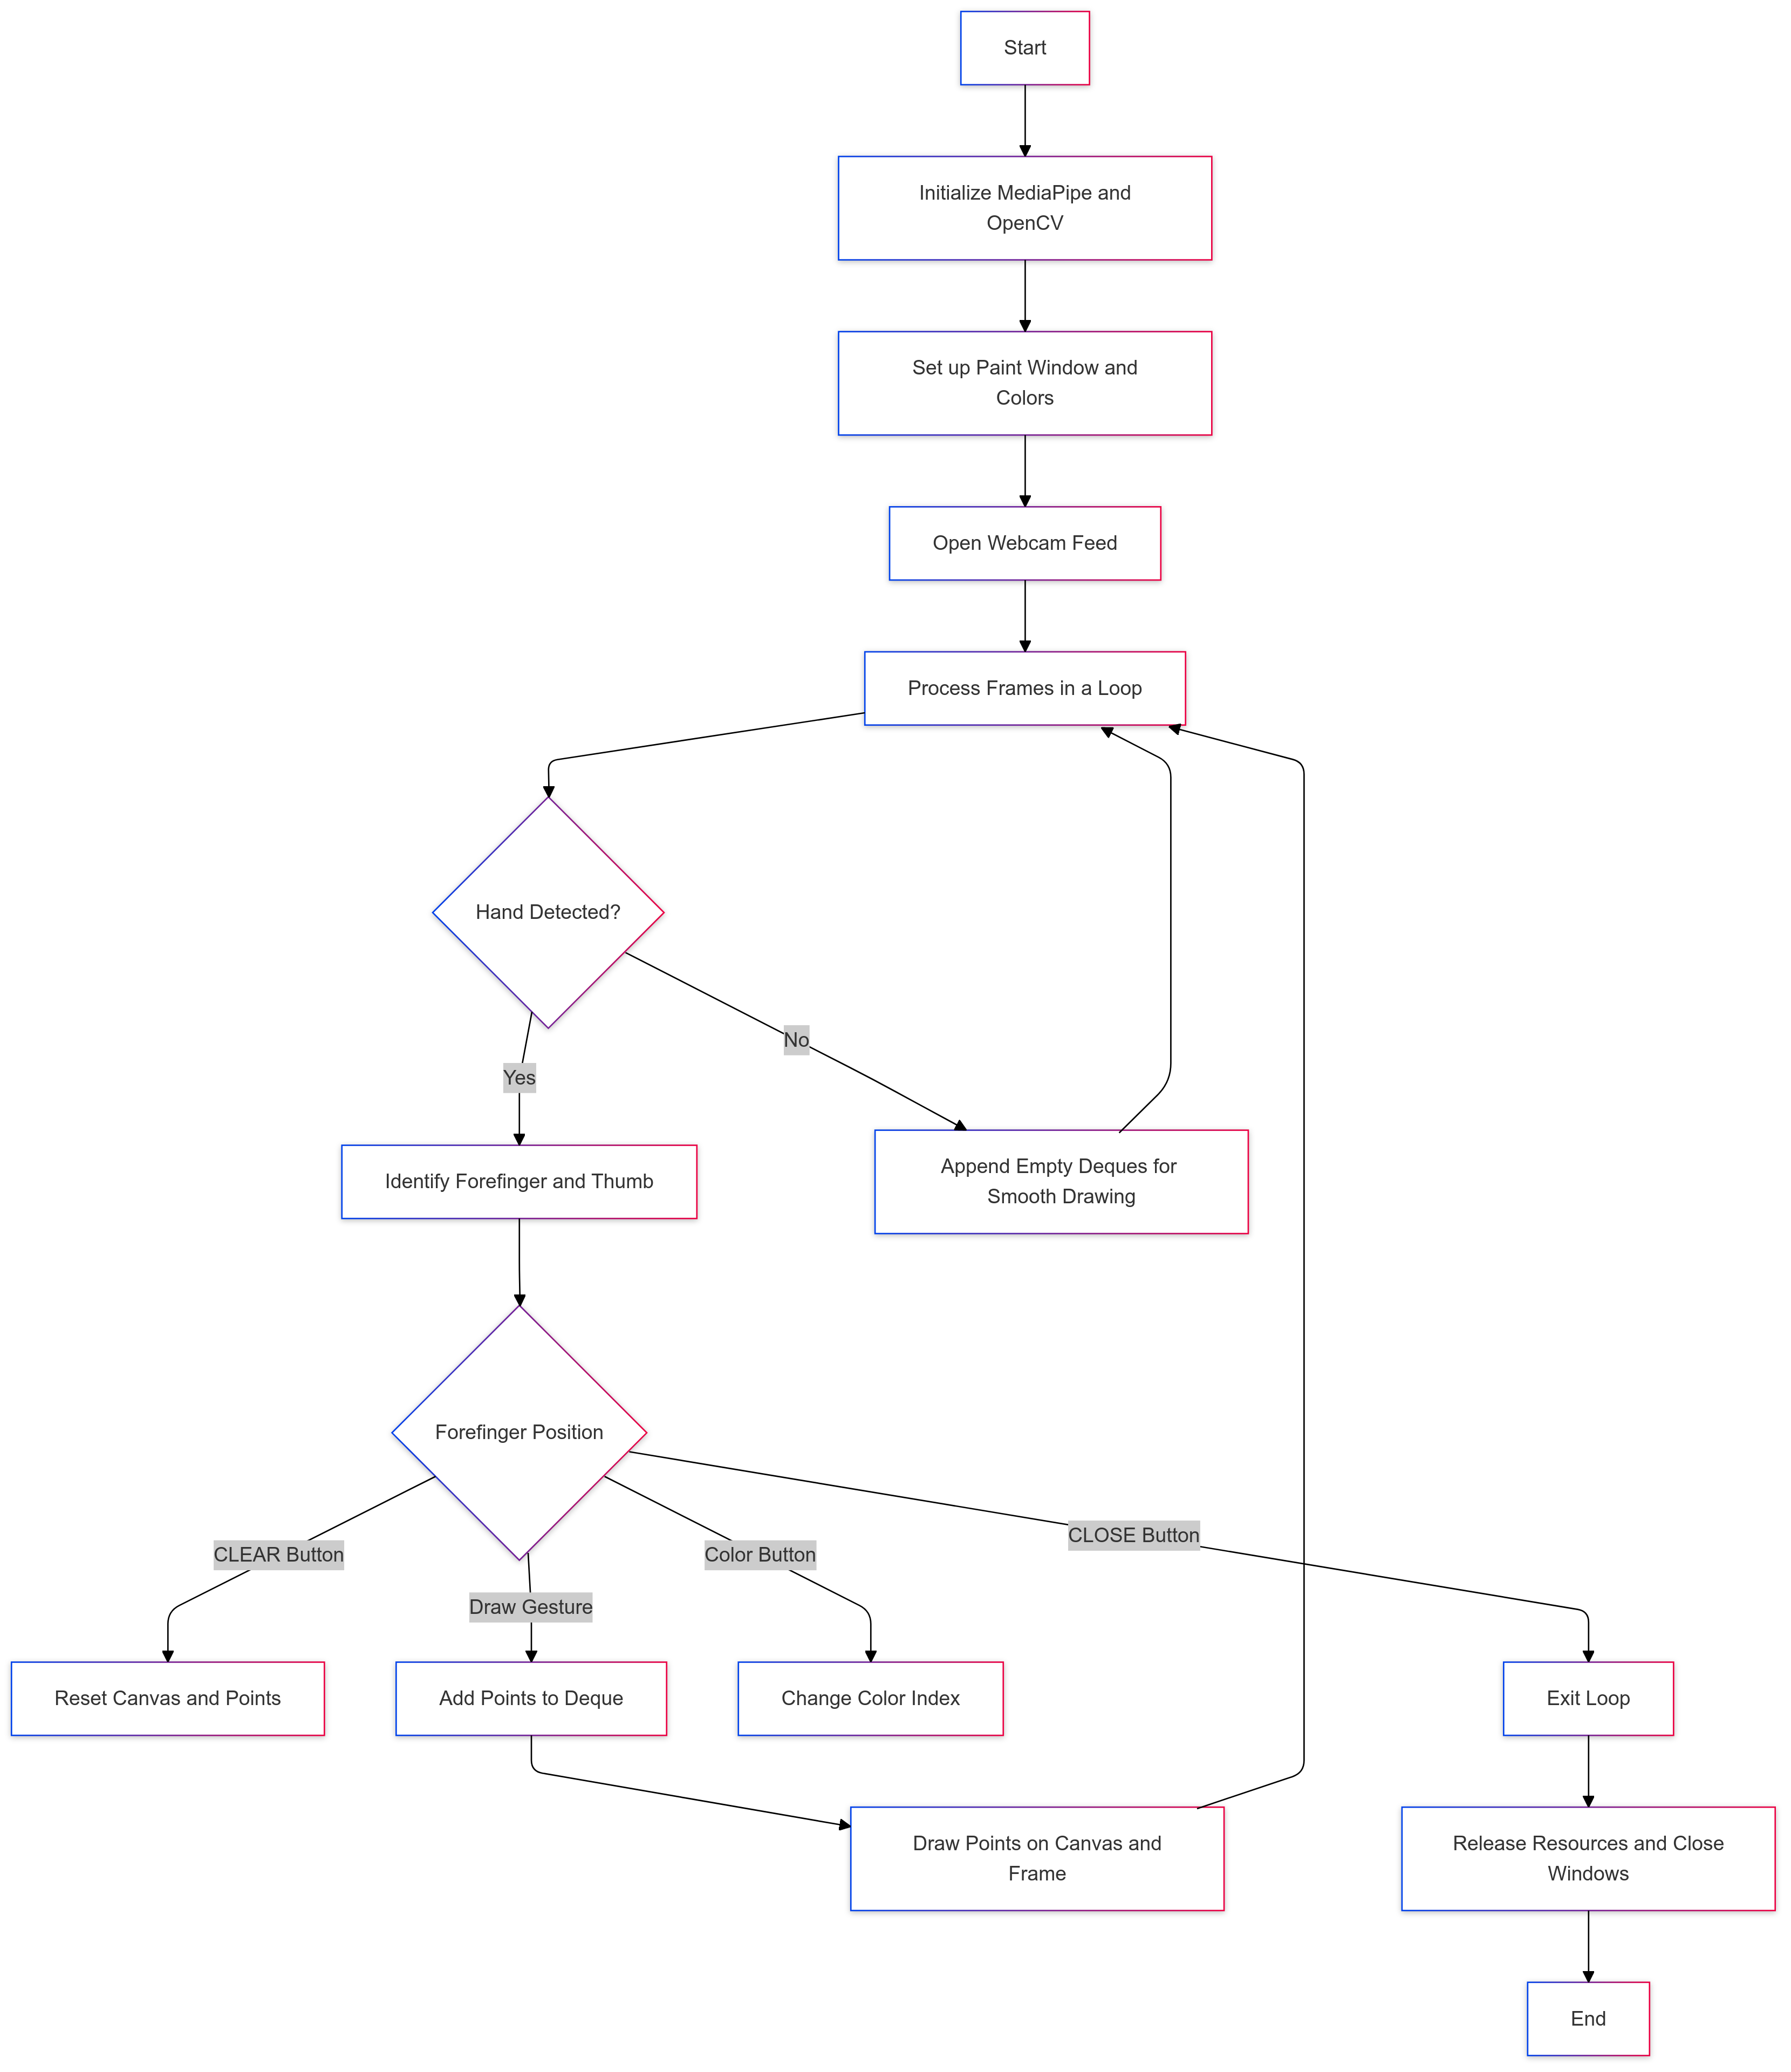 Start
Initialize MediaPipe and
OpenCV
Set up Paint Window and
Colors
Open Webcam Feed
Process Frames in a Loop
Hand Detected?
No
Yes
Identify Forefinger and Thumb
Append Empty Deques for
Smooth Drawing
Forefinger Position
CLOSE Button
CLEAR Button
Color Button
Draw Gesture
Reset Canvas and Points
Add Points to Deque
Change Color Index
Exit Loop
Draw Points on Canvas and
Frame
Release Resources and Close
Windows
End